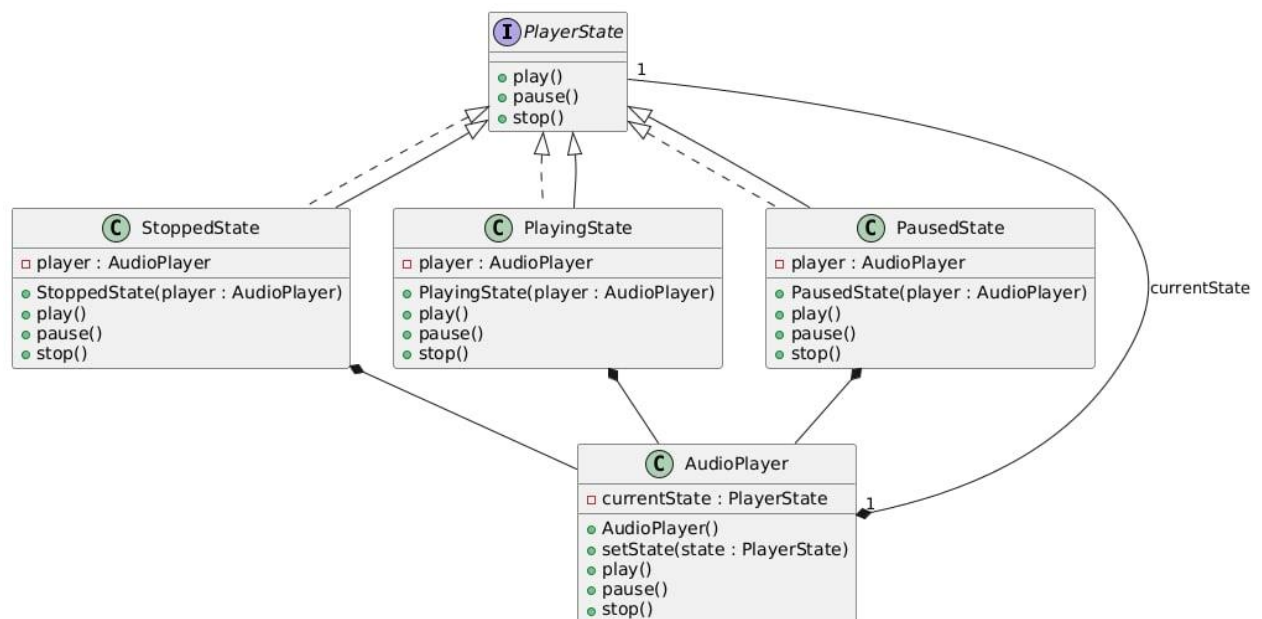 I PlayerState
play()
pause()
stop()
1
C StoppedState
player : AudioPlayer
StoppedState(player : AudioPlayer)
play()
pause()
stop()
C PlayingState
player : AudioPlayer
PlayingState(player : AudioPlayer)
play()
pause()
stop()
C PausedState
player : AudioPlayer
PausedState(player : AudioPlayer)
play()
pause()
stop()
currentState
C AudioPlayer
currentState : PlayerState
1
AudioPlayer()
setState(state : PlayerState)
play()
pause()
stop()